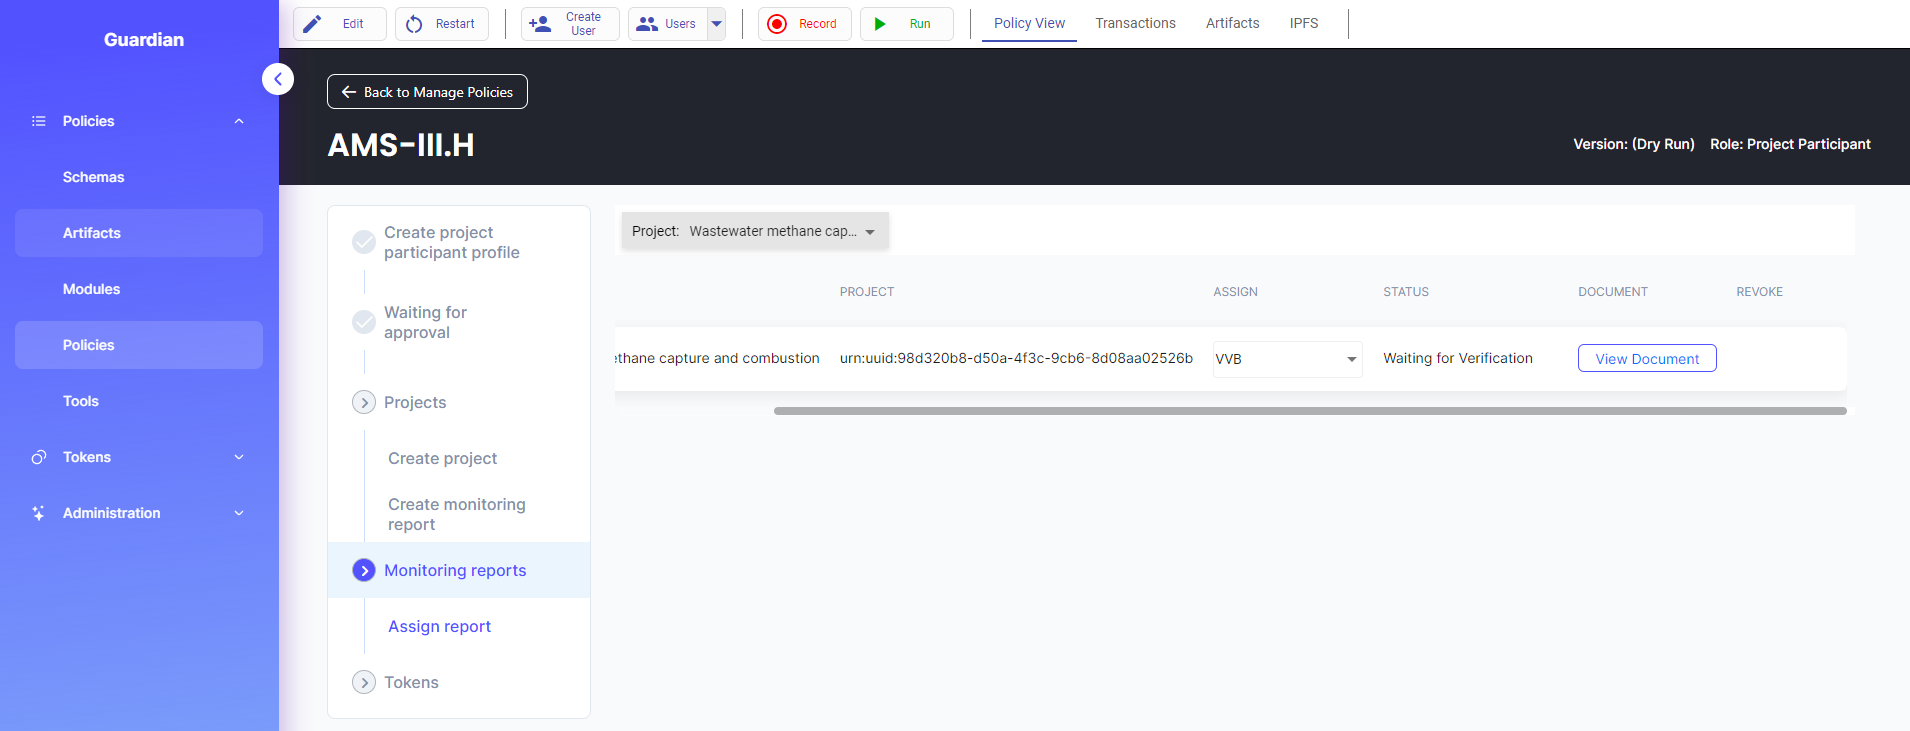 Guardian
Policies
Schemas
Artifacts
Modules
Policies
Tools
Tokens
Administration
Edit
Restart
Create
User
Users
Record
Run
Policy View
Transactions
Artifacts
IPFS
Back to Manage Policies
AMS-III.H
Version: (Dry Run) Role: Project Participant
Create project
participant profile
Waiting for
approval
Projects
Create project
Create monitoring
report
Monitoring reports
Assign report
Tokens
Project: Wastewater methane cap...
PROJECT ASSIGN STATUS DOCUMENT REVOKE
ethane capture and combustion urn:uuid:98d320b8-d50a-4f3c-9cb6-8d08aa02526b VVB Waiting for Verification View Document